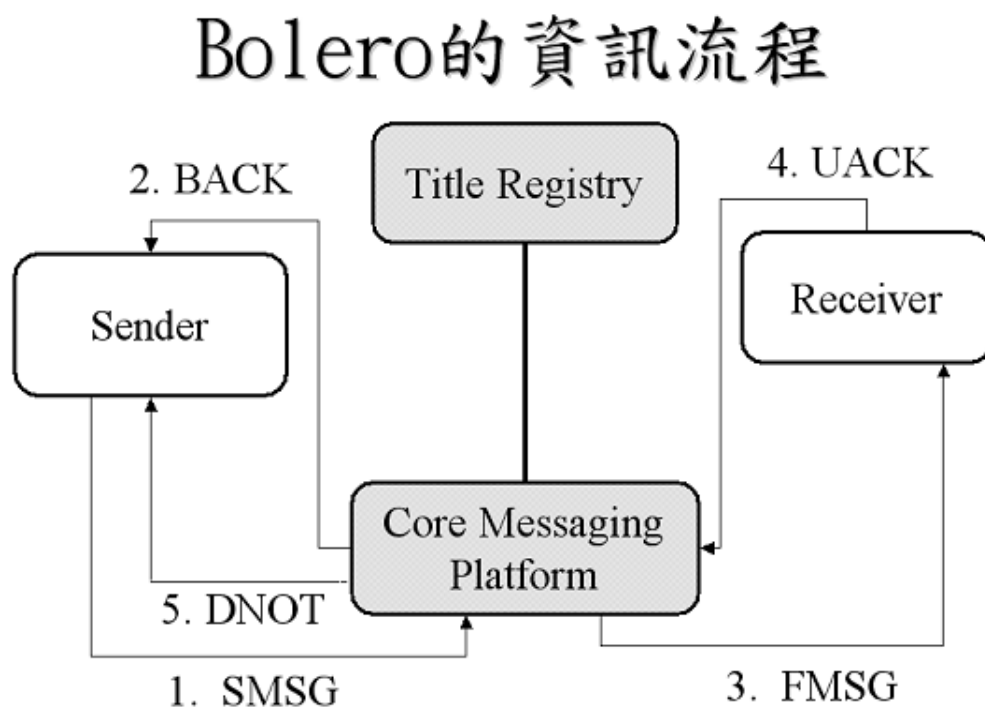 Bolero的資訊流程
2. BACK
Title Registry
4. UACK
Sender
Receiver
Core Messaging
Platform
5. DNOT
1. SMSG
3. FMSG